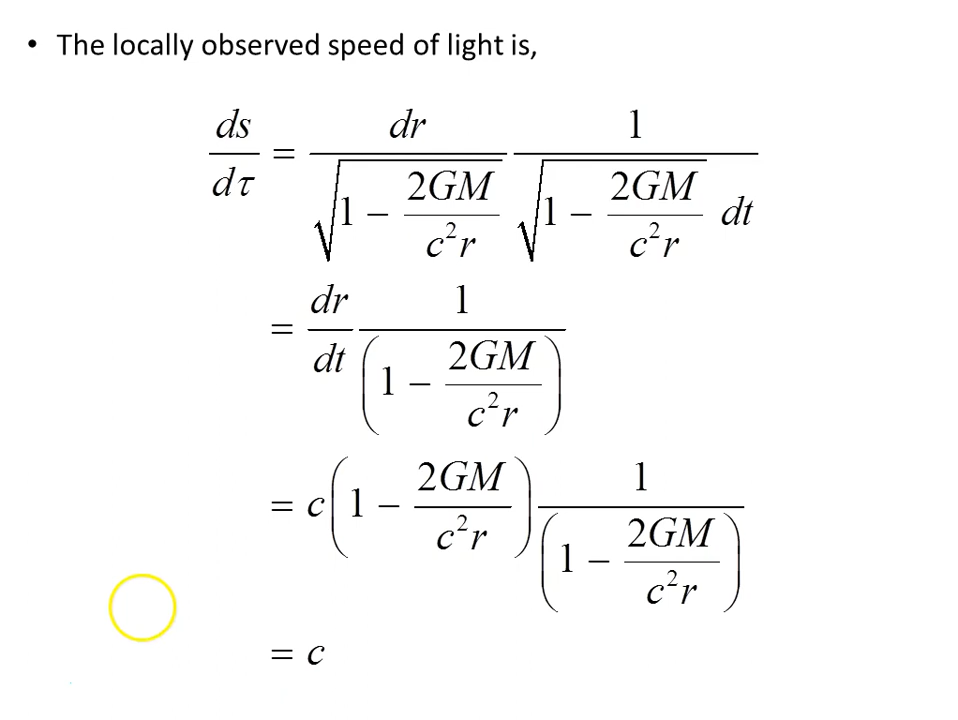 • The locally observed speed of light is,
ds/dτ = dr/√(1 − 2GM/c²r) 1/(√(1 − 2GM/c²r) dt)
= dr/dt 1/(1 − 2GM/c²r)
= c(1 − 2GM/c²r) 1/(1 − 2GM/c²r)
= c